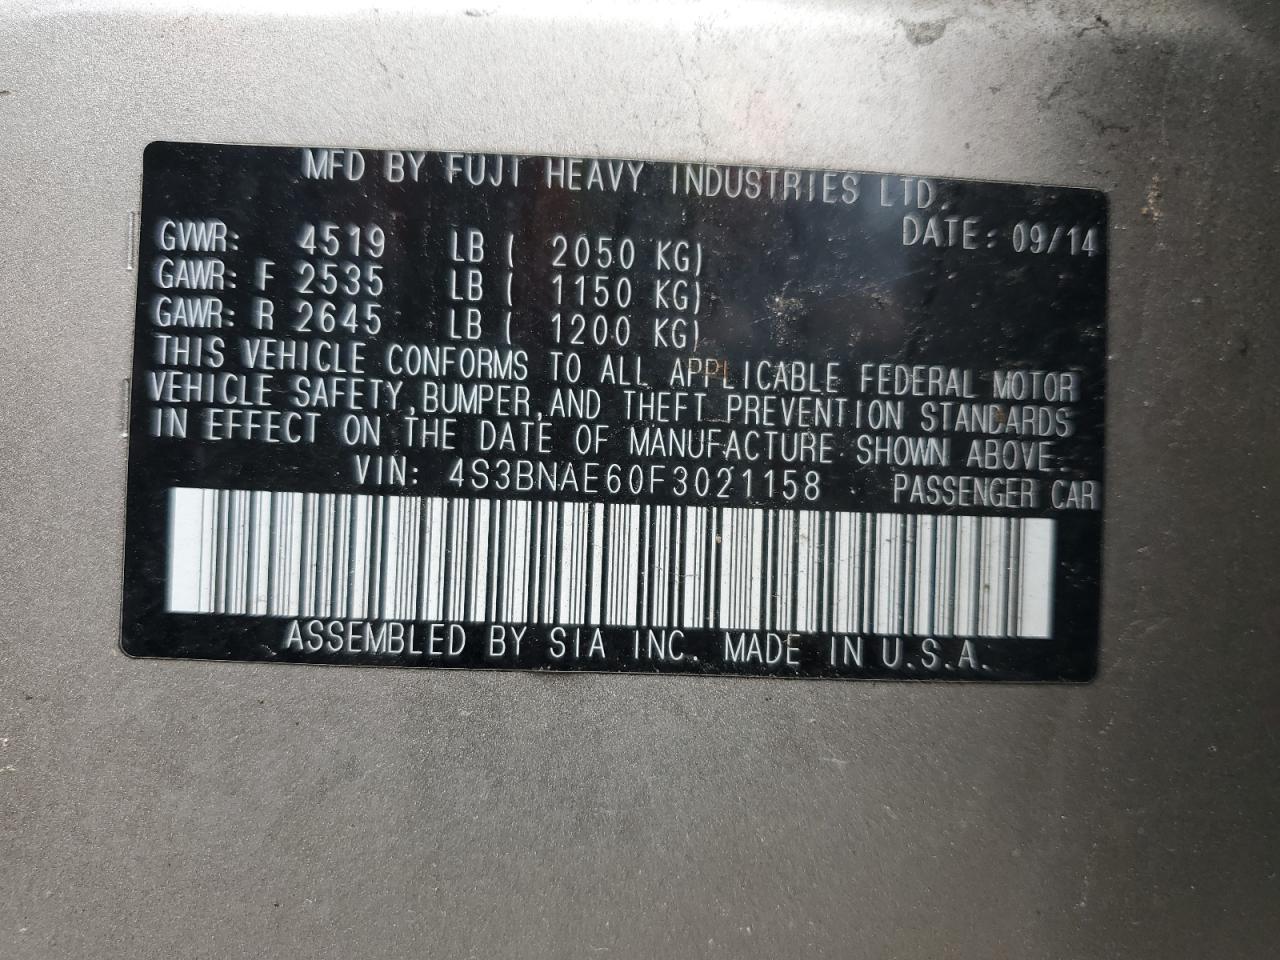 MFD BY FUJI HEAVY INDUSTRIES LTD.
DATE: 09/14
GVWR: 4519 LB ( 2050 KG)
GAWR: F 2535 LB ( 1150 KG)
GAWR: R 2645 LB ( 1200 KG)
THIS VEHICLE CONFORMS TO ALL APPLICABLE FEDERAL MOTOR
VEHICLE SAFETY, BUMPER, AND THEFT PREVENTION STANDARDS
IN EFFECT ON THE DATE OF MANUFACTURE SHOWN ABOVE.
VIN: 4S3BNAE60F3021158 PASSENGER CAR
ASSEMBLED BY SIA INC. MADE IN U.S.A.